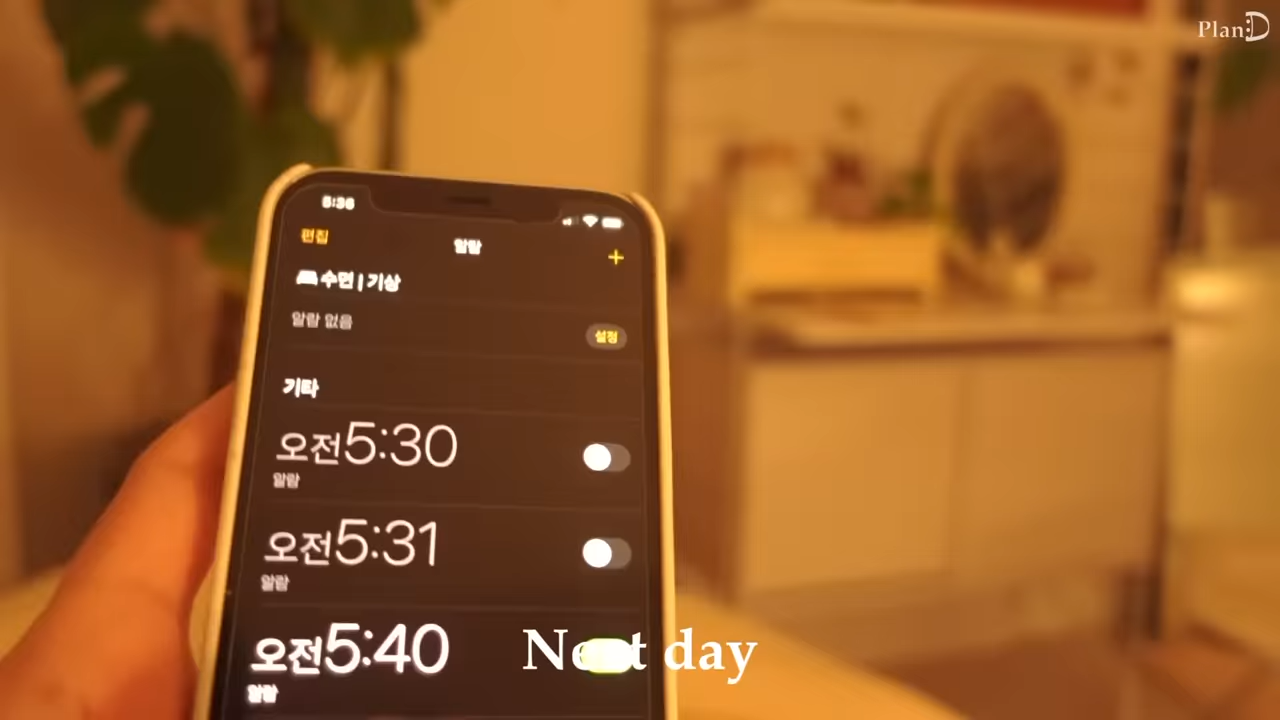 Plan:D
5:36
편집
알람
+
수면 | 기상
알람 없음
설정
기타
오전5:30
알람
오전5:31
알람
오전5:40
알람
Next day